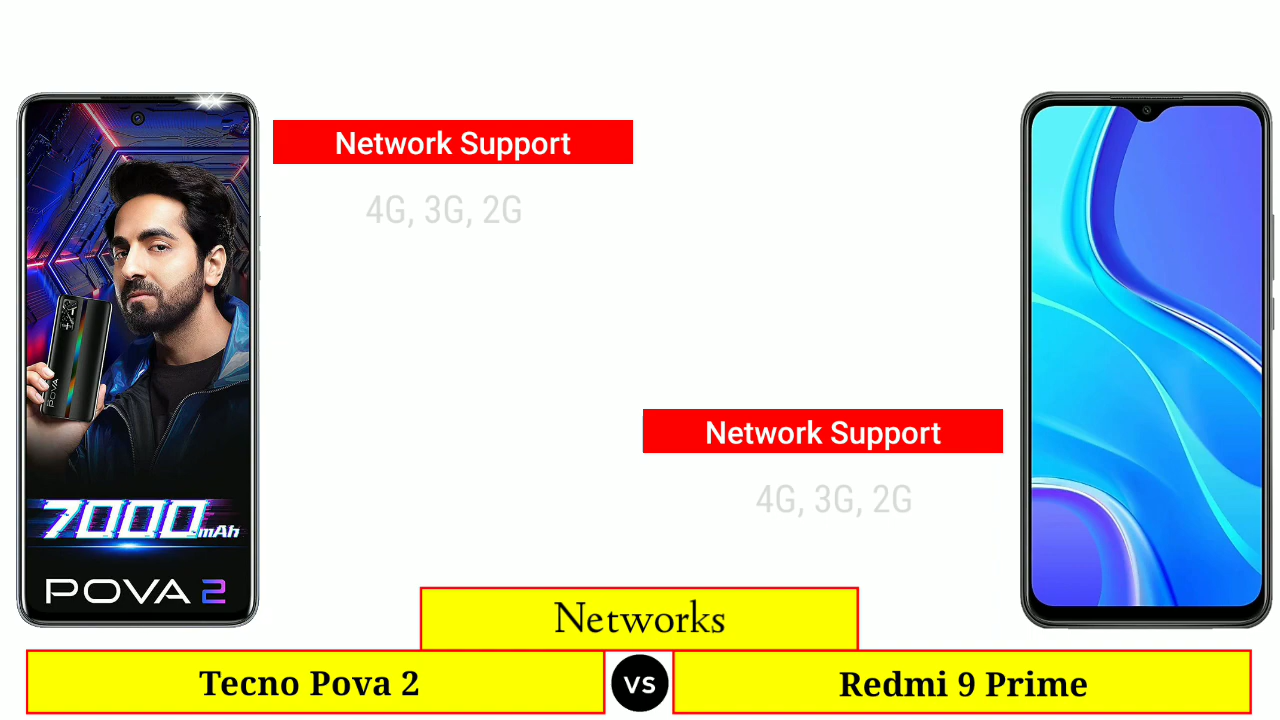 Network Support
4G, 3G, 2G
Network Support
4G, 3G, 2G
POVA
7000mAh
POVA 2
Networks
Tecno Pova 2
vs
Redmi 9 Prime